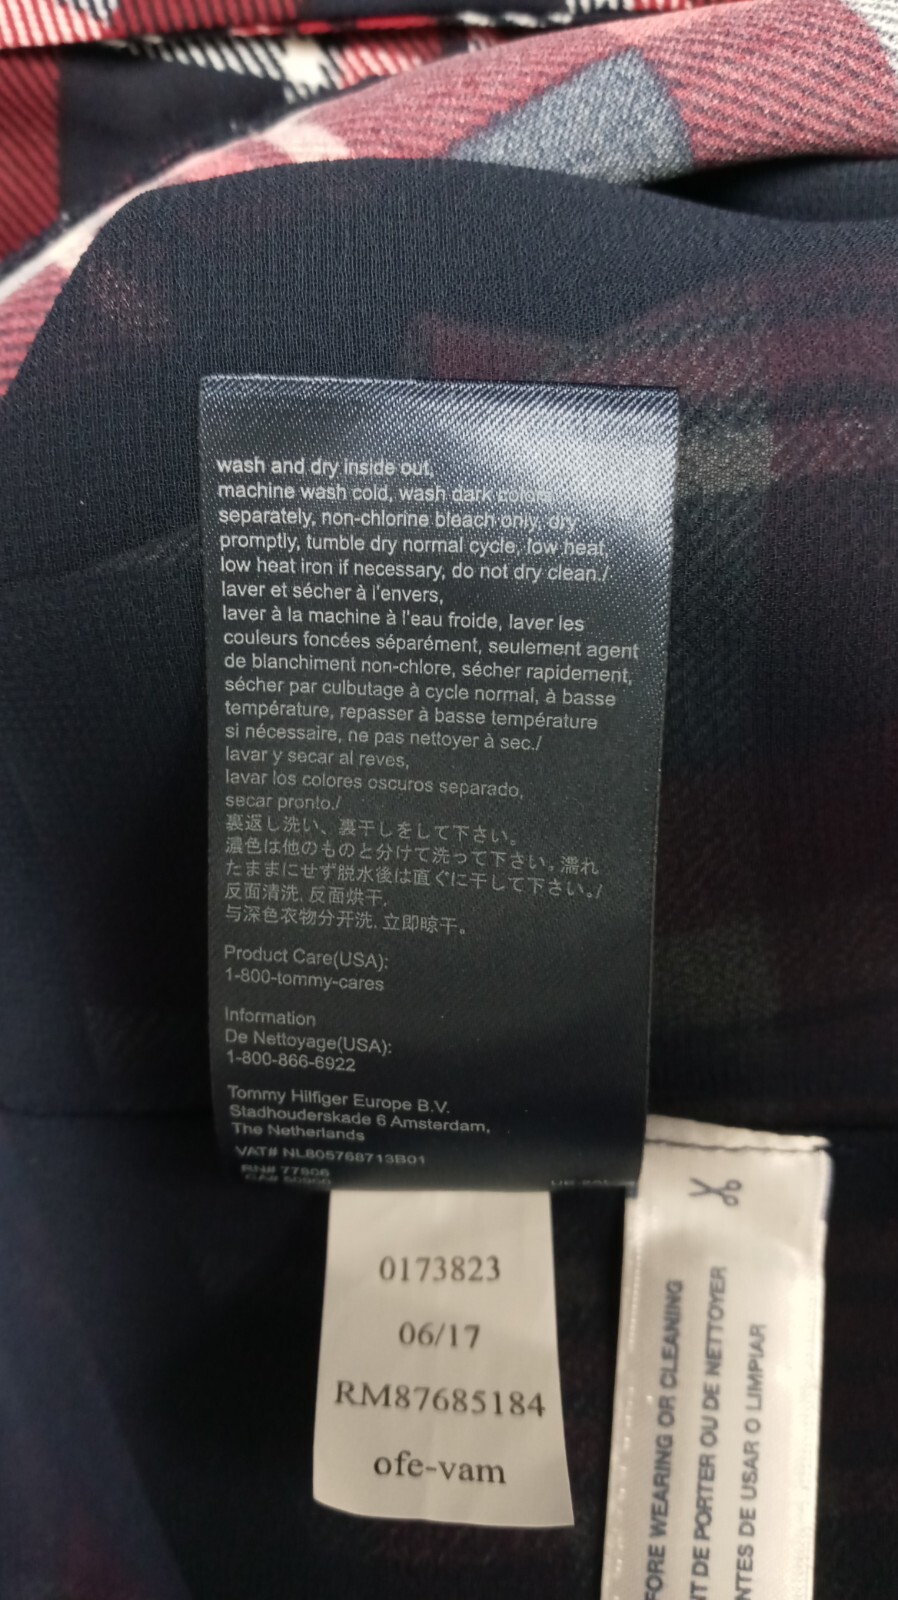 wash and dry inside out,
machine wash cold, wash dark colors
separately, non-chlorine bleach only, dry
promptly, tumble dry normal cycle, low heat,
low heat iron if necessary, do not dry clean./
laver et sécher à l'envers,
laver à la machine à l'eau froide, laver les
couleurs foncées séparément, seulement agent
de blanchiment non-chlore, sécher rapidement,
sécher par culbutage à cycle normal, à basse
température, repasser à basse température
si nécessaire, ne pas nettoyer à sec./
lavar y secar al reves,
lavar los colores oscuros separado,
secar pronto./
裏返し洗い、裏干しをして下さい。
濃色は他のものと分けて洗って下さい。濡れ
たままにせず脱水後は直ぐに干して下さい。/
反面清洗, 反面烘干,
与深色衣物分开洗, 立即晾干。
Product Care(USA):
1-800-tommy-cares
Information
De Nettoyage(USA):
1-800-866-6922
Tommy Hilfiger Europe B.V.
Stadhouderskade 6 Amsterdam,
The Netherlands
VAT# NL805768713B01
RN# 77806
0173823
06/17
RM87685184
ofe-vam
WEARING OR CLEANING
DE PORTER OU DE NETTOYER
DE USAR O LIMPIAR